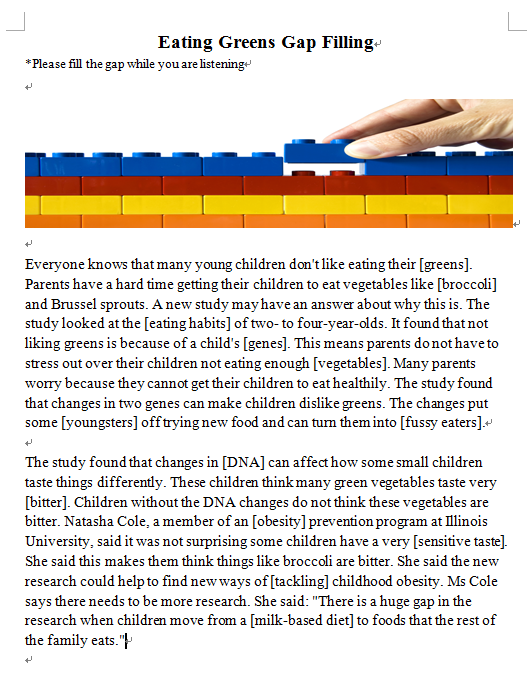 Eating Greens Gap Filling
*Please fill the gap while you are listening
Everyone knows that many young children don't like eating their [greens].
Parents have a hard time getting their children to eat vegetables like [broccoli]
and Brussel sprouts. A new study may have an answer about why this is. The
study looked at the [eating habits] of two- to four-year-olds. It found that not
liking greens is because of a child's [genes]. This means parents do not have to
stress out over their children not eating enough [vegetables]. Many parents
worry because they cannot get their children to eat healthily. The study found
that changes in two genes can make children dislike greens. The changes put
some [youngsters] off trying new food and can turn them into [fussy eaters].
The study found that changes in [DNA] can affect how some small children
taste things differently. These children think many green vegetables taste very
[bitter]. Children without the DNA changes do not think these vegetables are
bitter. Natasha Cole, a member of an [obesity] prevention program at Illinois
University, said it was not surprising some children have a very [sensitive taste].
She said this makes them think things like broccoli are bitter. She said the new
research could help to find new ways of [tackling] childhood obesity. Ms Cole
says there needs to be more research. She said: "There is a huge gap in the
research when children move from a [milk-based diet] to foods that the rest of
the family eats."